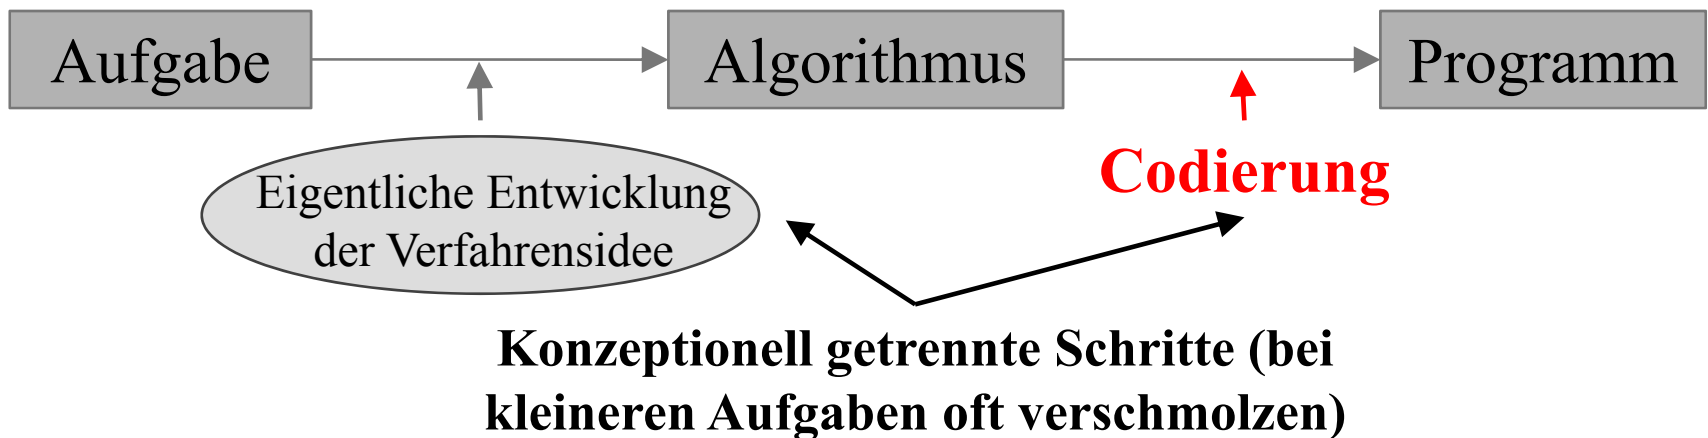 Aufgabe
Algorithmus
Programm
Eigentliche Entwicklung
der Verfahrensidee
Codierung
Konzeptionell getrennte Schritte (bei
kleineren Aufgaben oft verschmolzen)